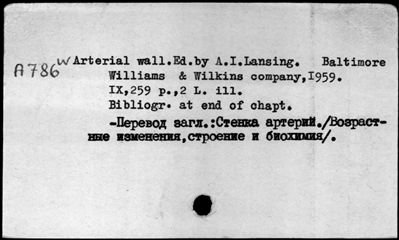 A786 w Arterial wall.Ed.by A.I.Lansing. Baltimore
Williams & Wilkins company,I959.
IX,259 p.,2 L. ill.
Bibliogr. at end of chapt.
-Перевод загл.:Стенка артерий./Возраст-
ные изменения,строение и биохимия/.